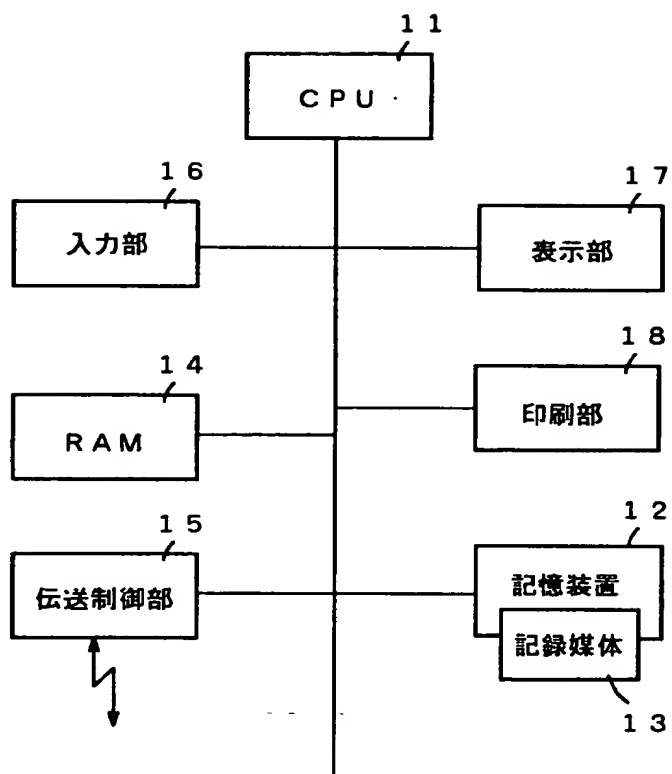 １１
ＣＰＵ
１６
入力部
１７
表示部
１４
ＲＡＭ
１８
印刷部
１５
伝送制御部
１２
記憶装置
記録媒体
１３